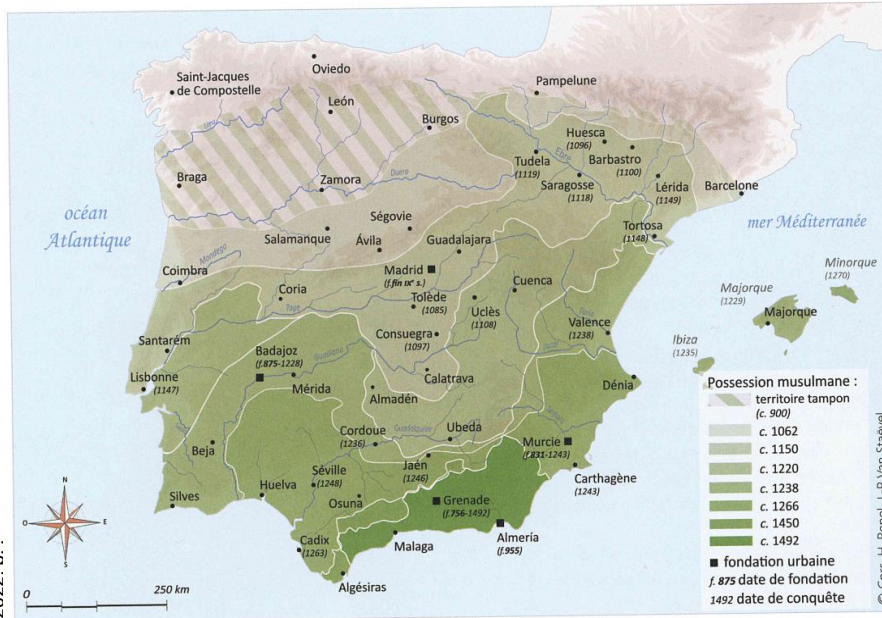 Oviedo
Saint-Jacques
de Compostelle
Pampelune
León
Burgos
Huesca
(1096)
Barbastro
(1100)
Tudela
(1119)
Ebre
Saragosse
(1118)
Lérida
(1149)
Barcelone
Braga
Zamora
Duero
océan
Atlantique
Ségovie
Salamanque
Ávila
Guadalajara
Tortosa
(1148)
mer Méditerranée
Mondego
Coimbra
Madrid
(f.fin IXᵉ s.)
Coria
Tolède
(1085)
Cuenca
Minorque
(1270)
Majorque
(1229)
Tage
Uclès
(1108)
Majorque
Santarém
Consuegra
(1097)
Valence
(1238)
Ibiza
(1235)
Badajoz
(f.875-1228)
Guadiana
Calatrava
Lisbonne
(1147)
Mérida
Almadén
Dénia
Possession musulmane :
territoire tampon
(c. 900)
c. 1062
c. 1150
c. 1220
c. 1238
c. 1266
c. 1450
c. 1492
fondation urbaine
f. 875 date de fondation
1492 date de conquête
Cordoue
(1236)
Guadalquivir
Ubeda
Murcie
(f.831-1243)
Beja
Jaén
(1246)
Séville
(1248)
Carthagène
(1243)
Silves
Huelva
Osuna
Grenade
(f.756-1492)
Almería
(f.955)
Cadix
(1263)
Malaga
Algésiras
N
O
E
S
0
250 km